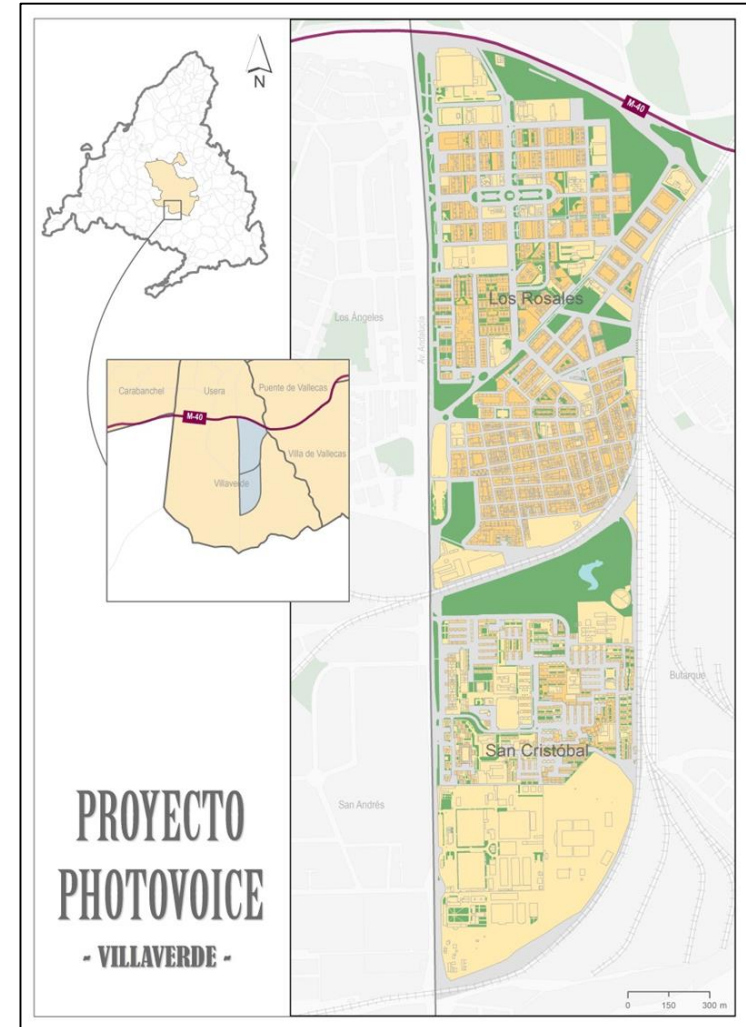 N
M-40
Los Rosales
Los Ángeles
Av. Andalucía
Carabanchel
Usera
Puente de Vallecas
M-40
Villa de Vallecas
Villaverde
Butarque
San Cristóbal
San Andrés
PROYECTO
PHOTOVOICE
- VILLAVERDE -
0 150 300 m